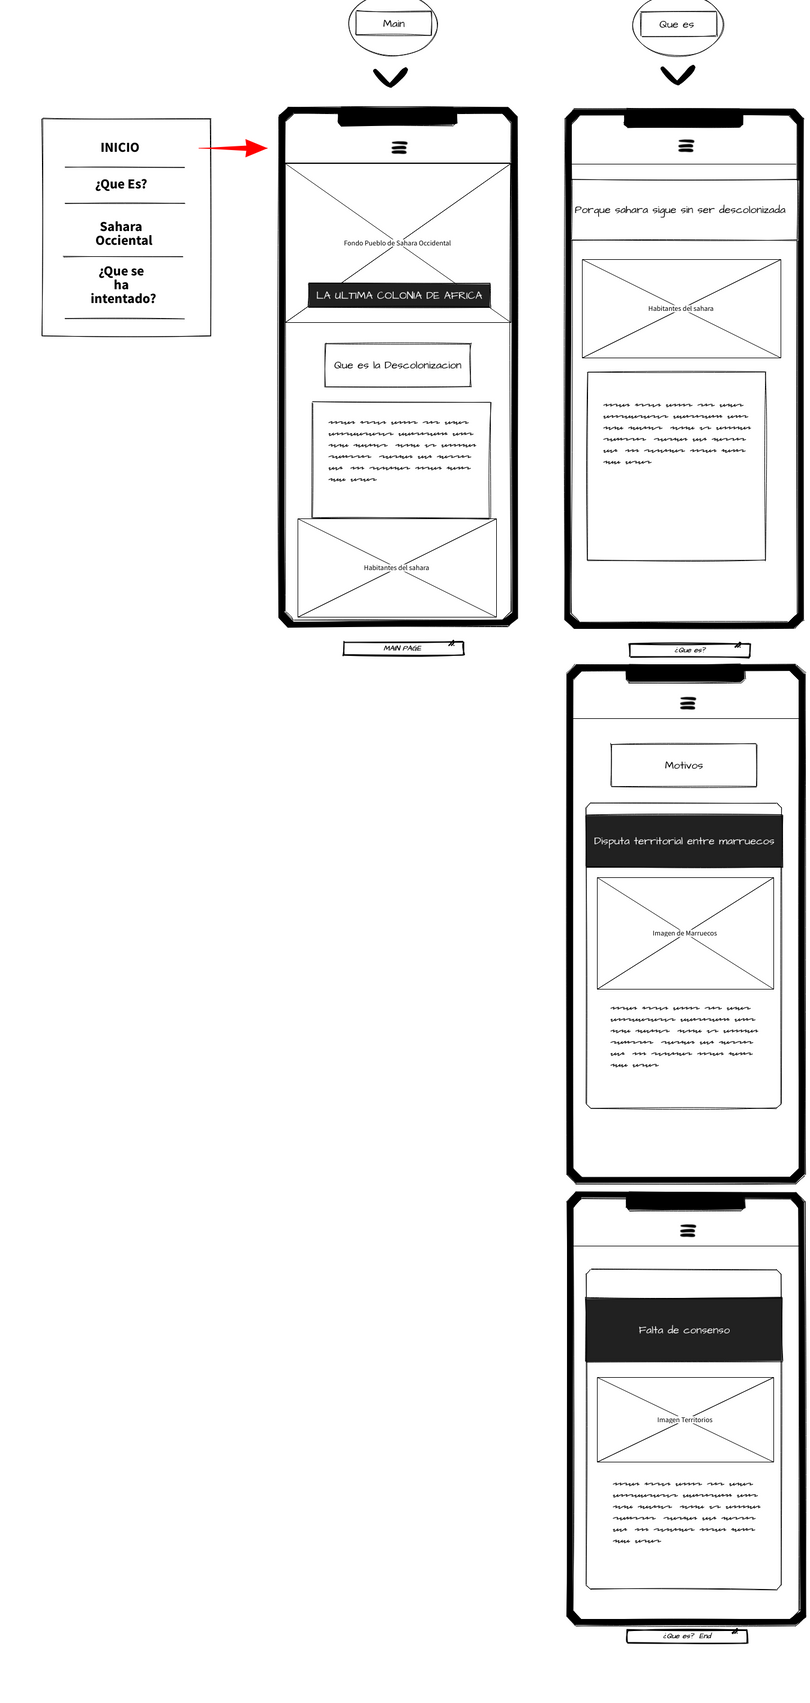 Main
Que es
INICIO
¿Que Es?
Sahara
Occiental
¿Que se
ha
intentado?
Fondo Pueblo de Sahara Occidental
LA ULTIMA COLONIA DE AFRICA
Que es la Descolonizacion
Habitantes del sahara
MAIN PAGE
Porque sahara sigue sin ser descolonizada
Habitantes del sahara
¿Que es?
Motivos
Disputa territorial entre marruecos
Imagen de Marruecos
Falta de consenso
Imagen Territorios
¿Que es? End